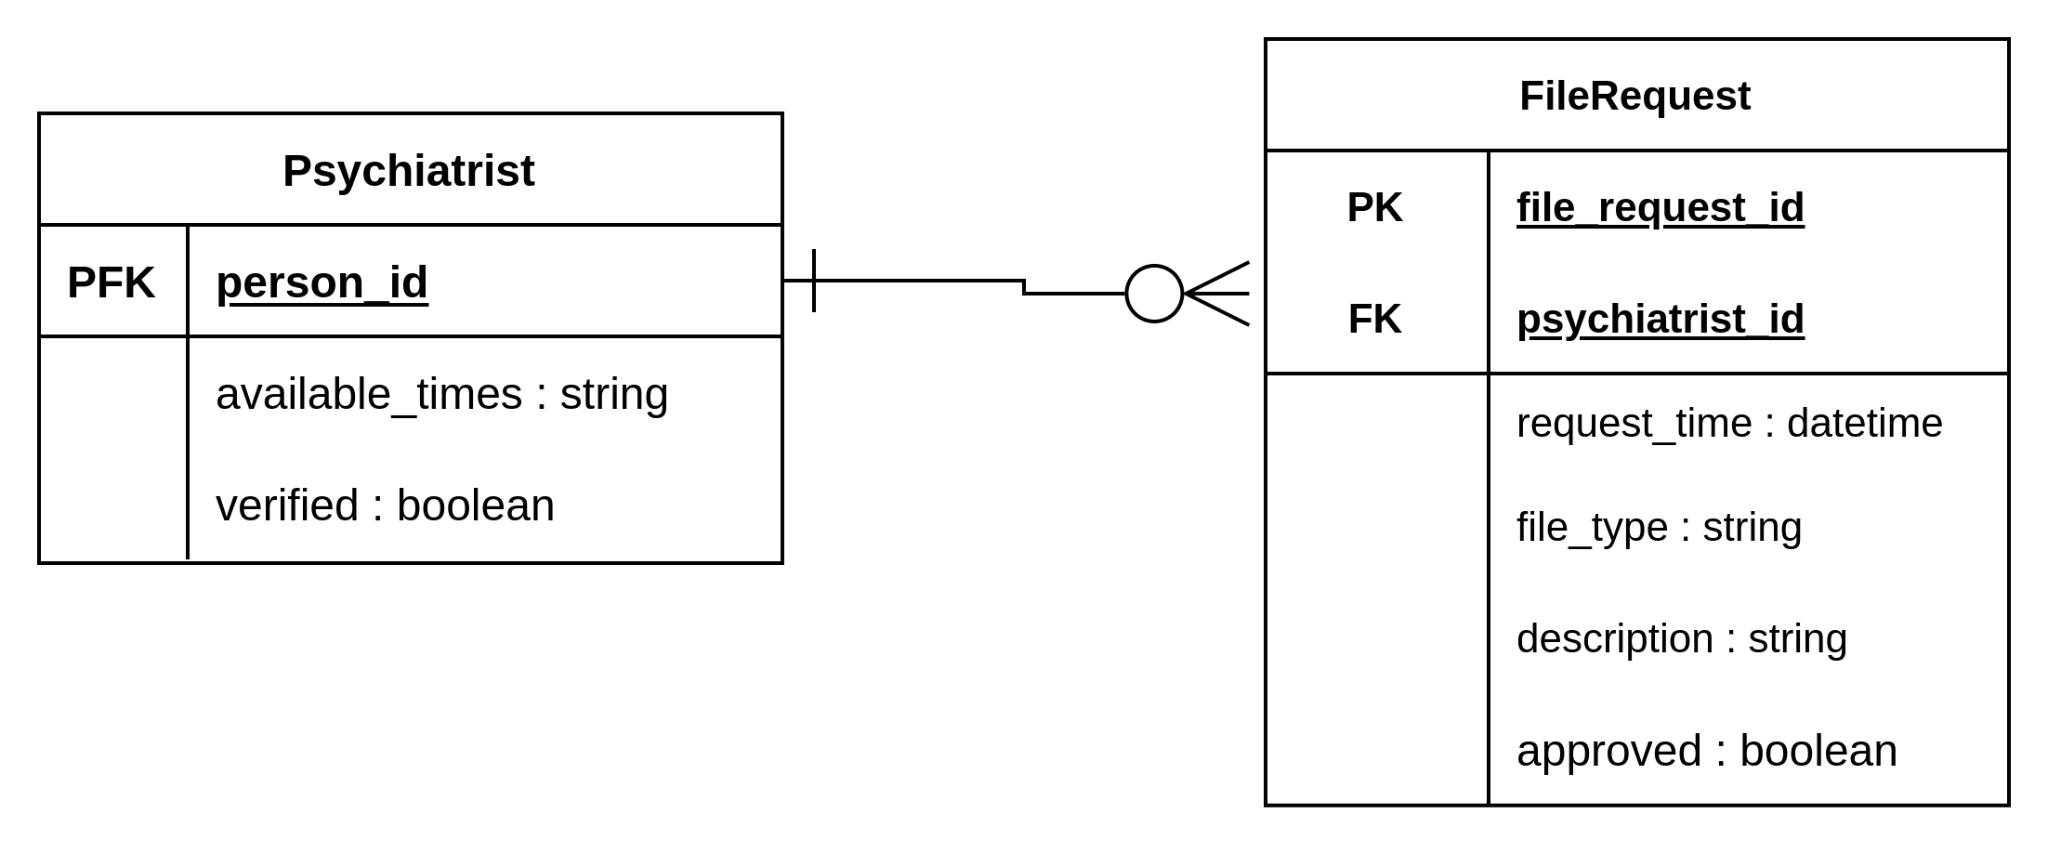 Psychiatrist
PFK person_id
available_times : string
verified : boolean
FileRequest
PK file_request_id
FK psychiatrist_id
request_time : datetime
file_type : string
description : string
approved : boolean